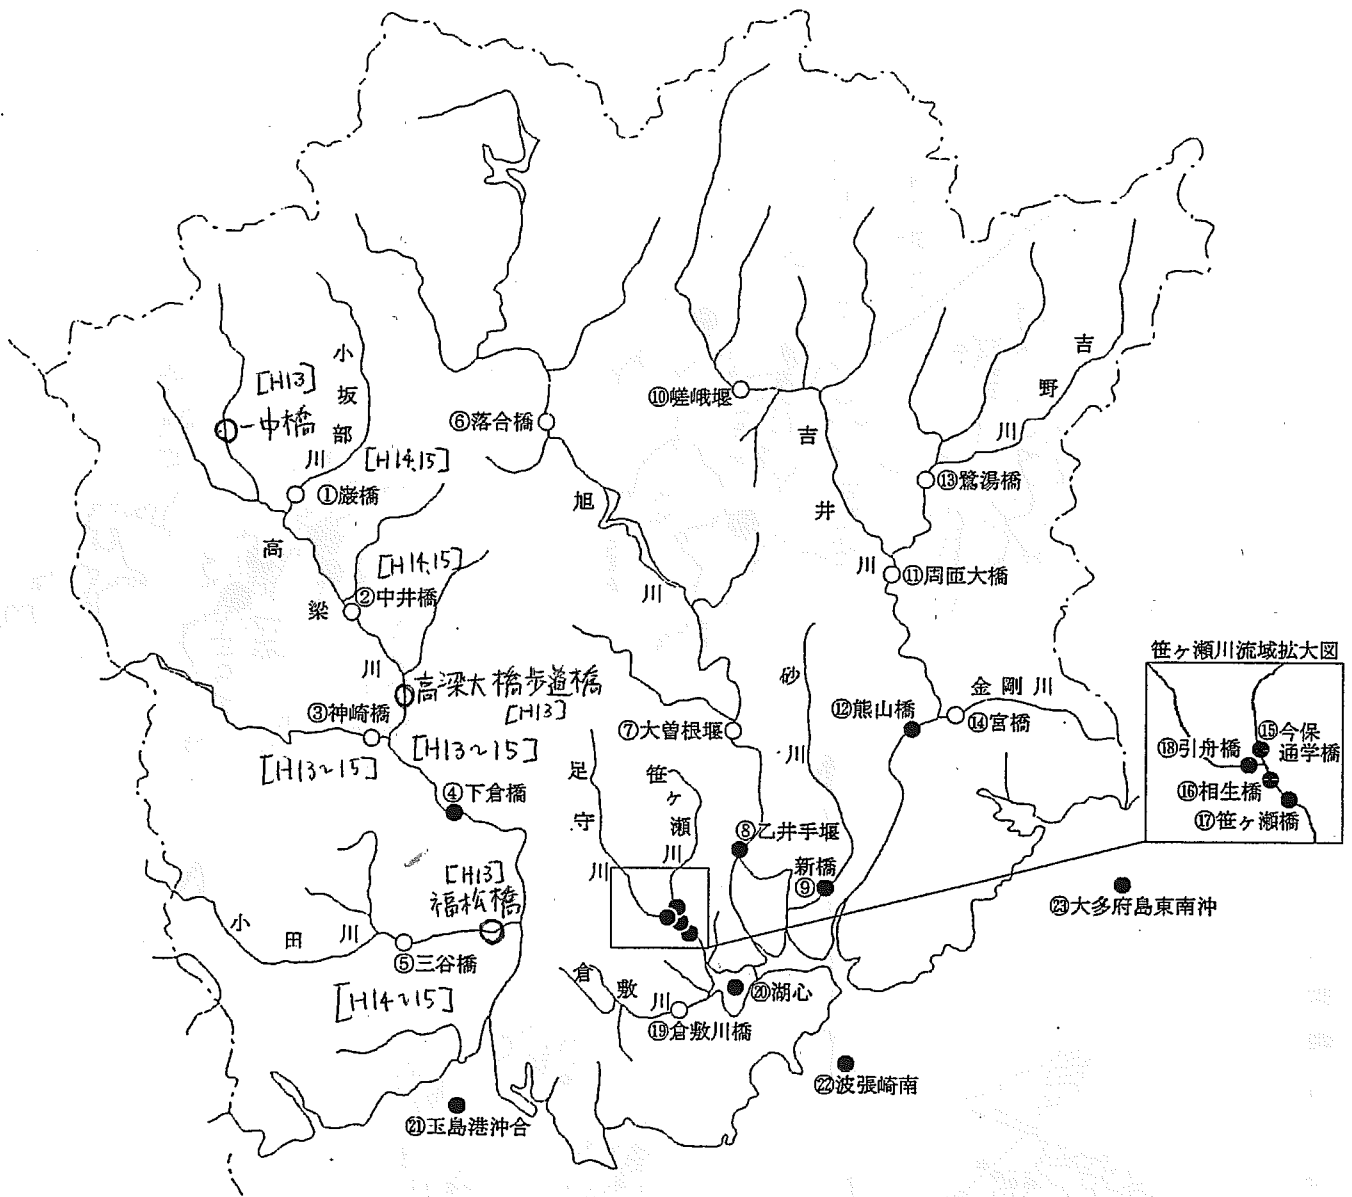 小坂部川
[H13]
一中橋
[H14,15]
①巌橋
高梁川
[H14,15]
②中井橋
高梁大橋歩道橋
[H13]
③神崎橋
[H13~15]
[H13~15]
④下倉橋
[H13]
福松橋
小田川
⑤三谷橋
[H14~15]
⑥落合橋
旭川
⑦大曽根堰
足守川
笹ヶ瀬川
⑧乙井手堰
砂川
新橋
⑨
⑩嵯峨堰
吉井川
吉野川
⑬鷺湯橋
⑪周匝大橋
⑫熊山橋
金剛川
⑭宮橋
笹ヶ瀬川流域拡大図
⑮今保
通学橋
⑱引舟橋
⑯相生橋
⑰笹ヶ瀬橋
㉓大多府島東南沖
倉敷川
⑲倉敷川橋
⑳湖心
㉒波張崎南
㉑玉島港沖合